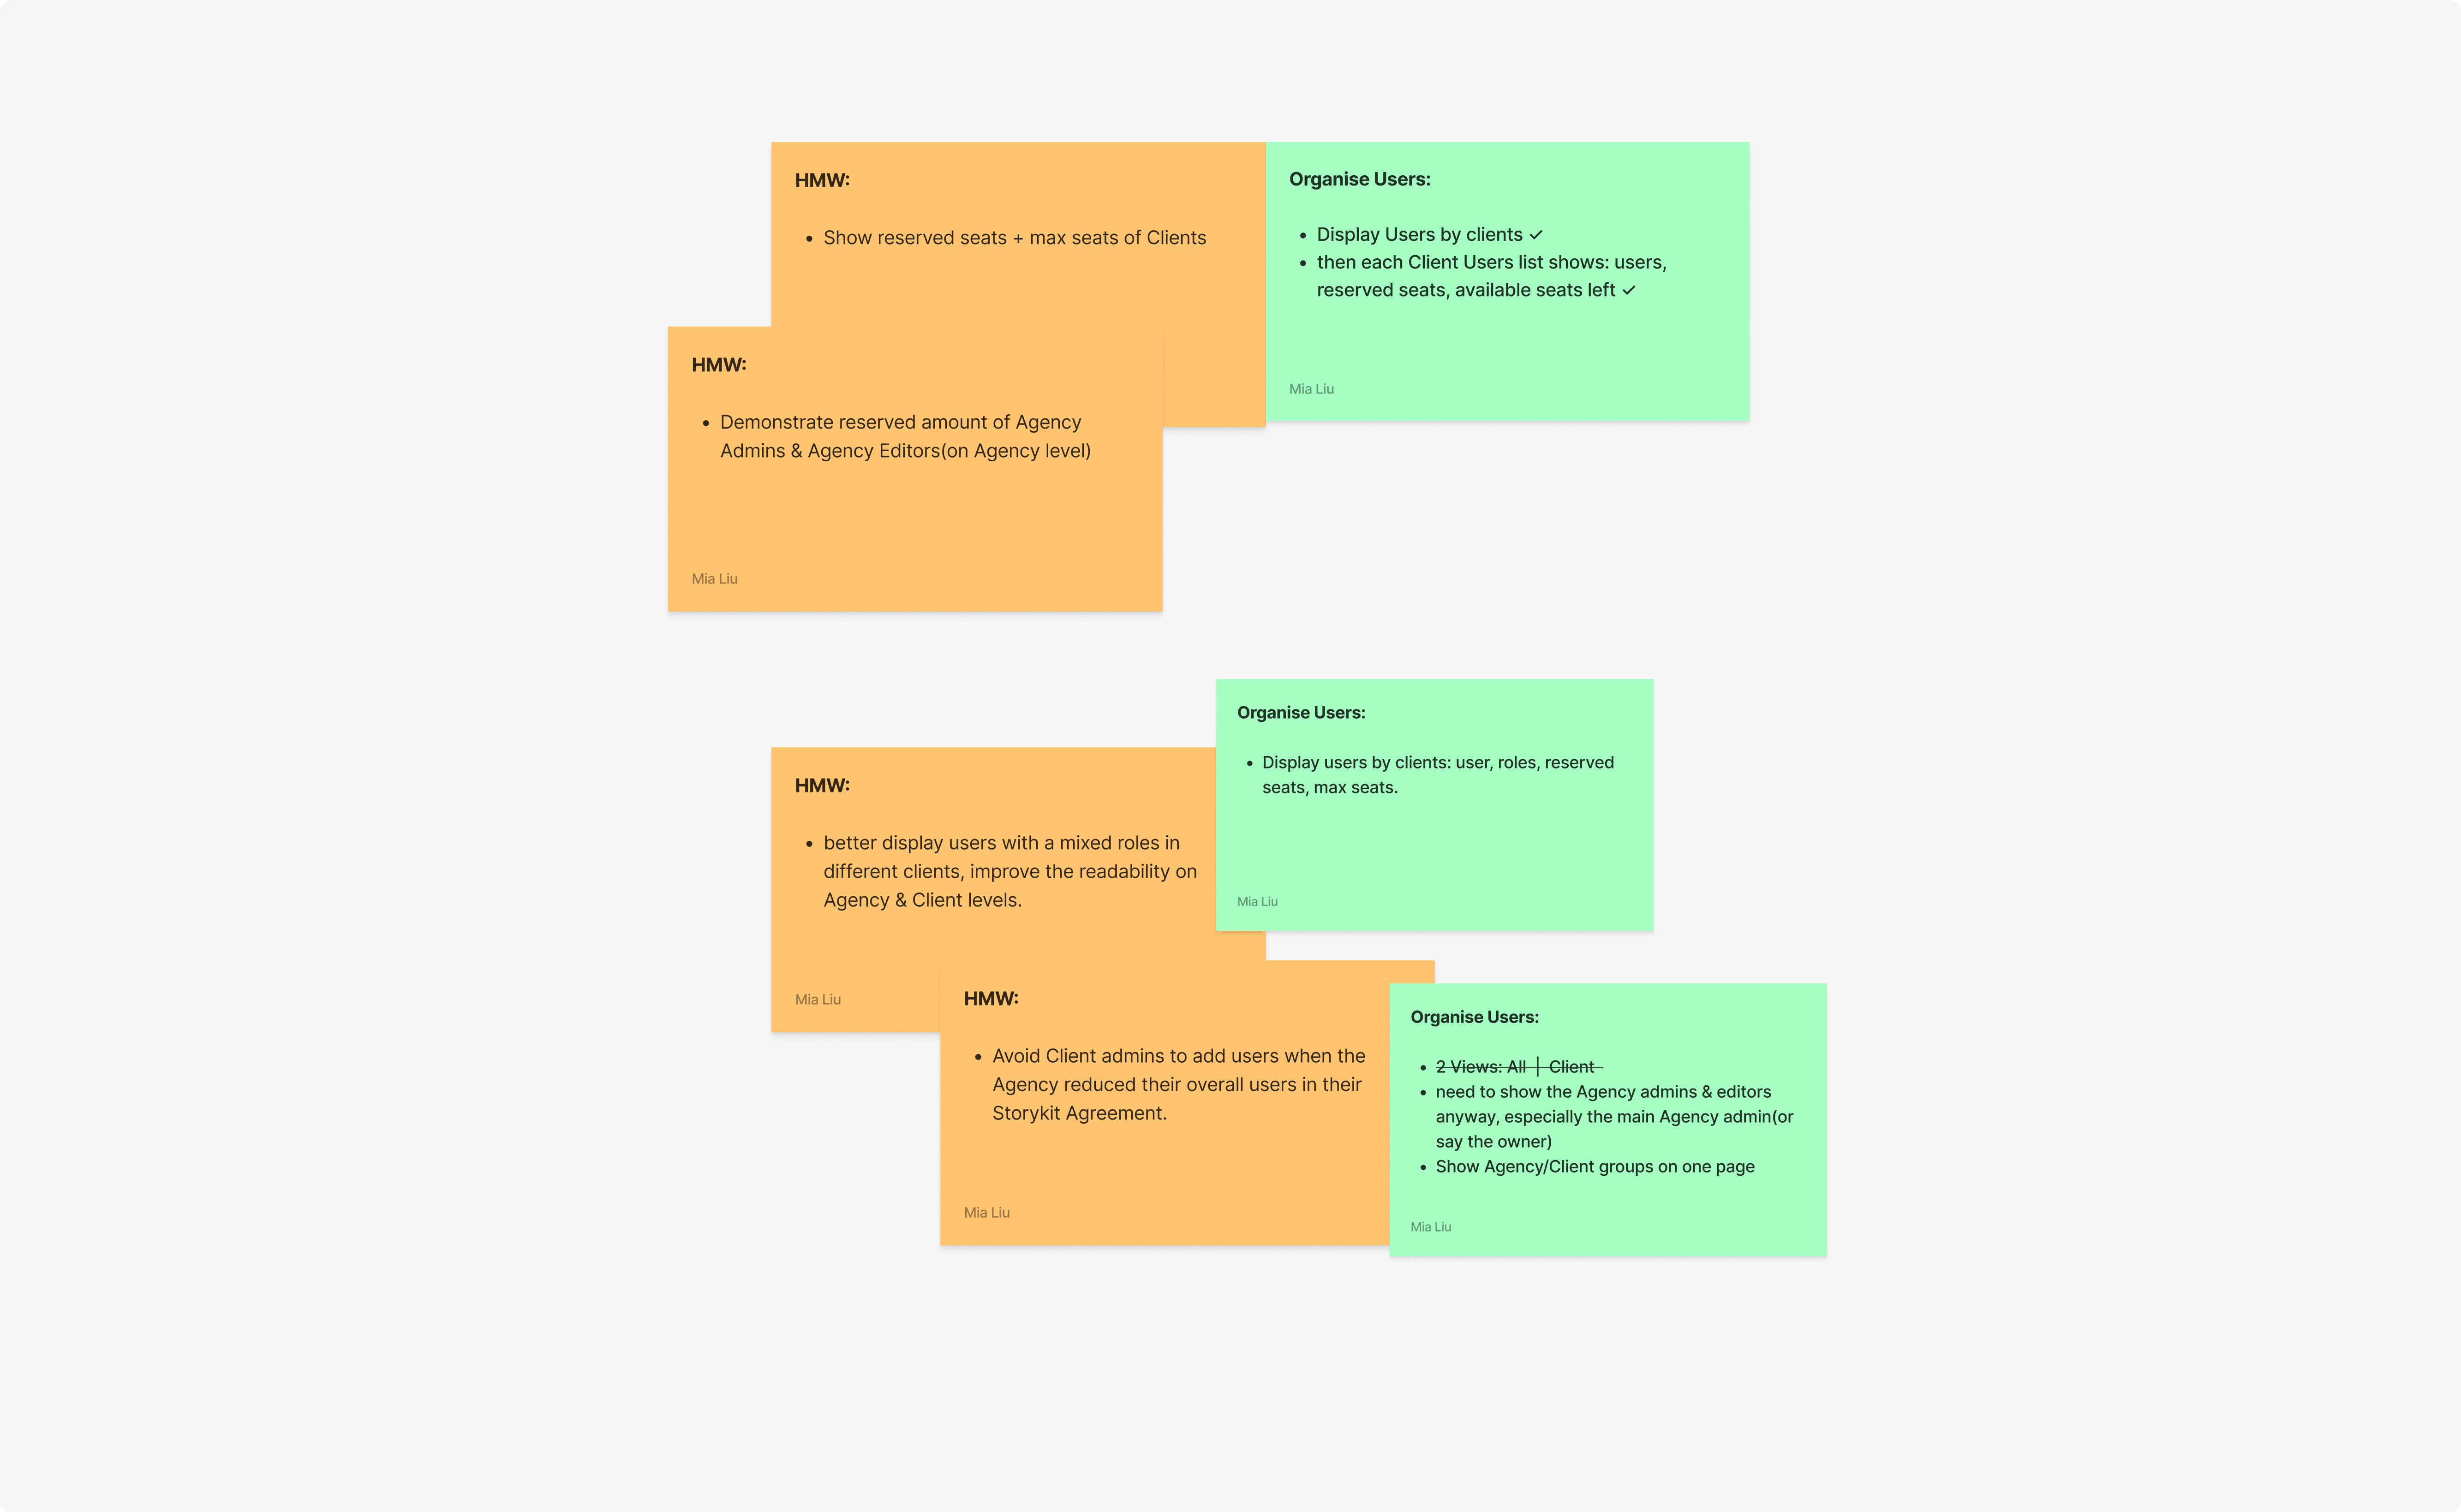 HMW:
• Show reserved seats + max seats of Clients
Organise Users:
• Display Users by clients ✓
• then each Client Users list shows: users,
reserved seats, available seats left ✓
Mia Liu
HMW:
• Demonstrate reserved amount of Agency
Admins & Agency Editors(on Agency level)
Mia Liu
Organise Users:
• Display users by clients: user, roles, reserved
seats, max seats.
Mia Liu
HMW:
• better display users with a mixed roles in
different clients, improve the readability on
Agency & Client levels.
Mia Liu
HMW:
• Avoid Client admins to add users when the
Agency reduced their overall users in their
Storykit Agreement.
Mia Liu
Organise Users:
• 2 Views: All | Client
• need to show the Agency admins & editors
anyway, especially the main Agency admin(or
say the owner)
• Show Agency/Client groups on one page
Mia Liu